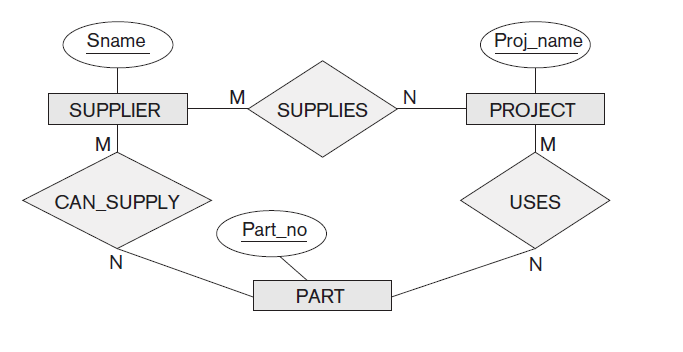 Sname
Proj_name
SUPPLIER
M
SUPPLIES
N
PROJECT
M
M
CAN_SUPPLY
USES
Part_no
N
N
PART